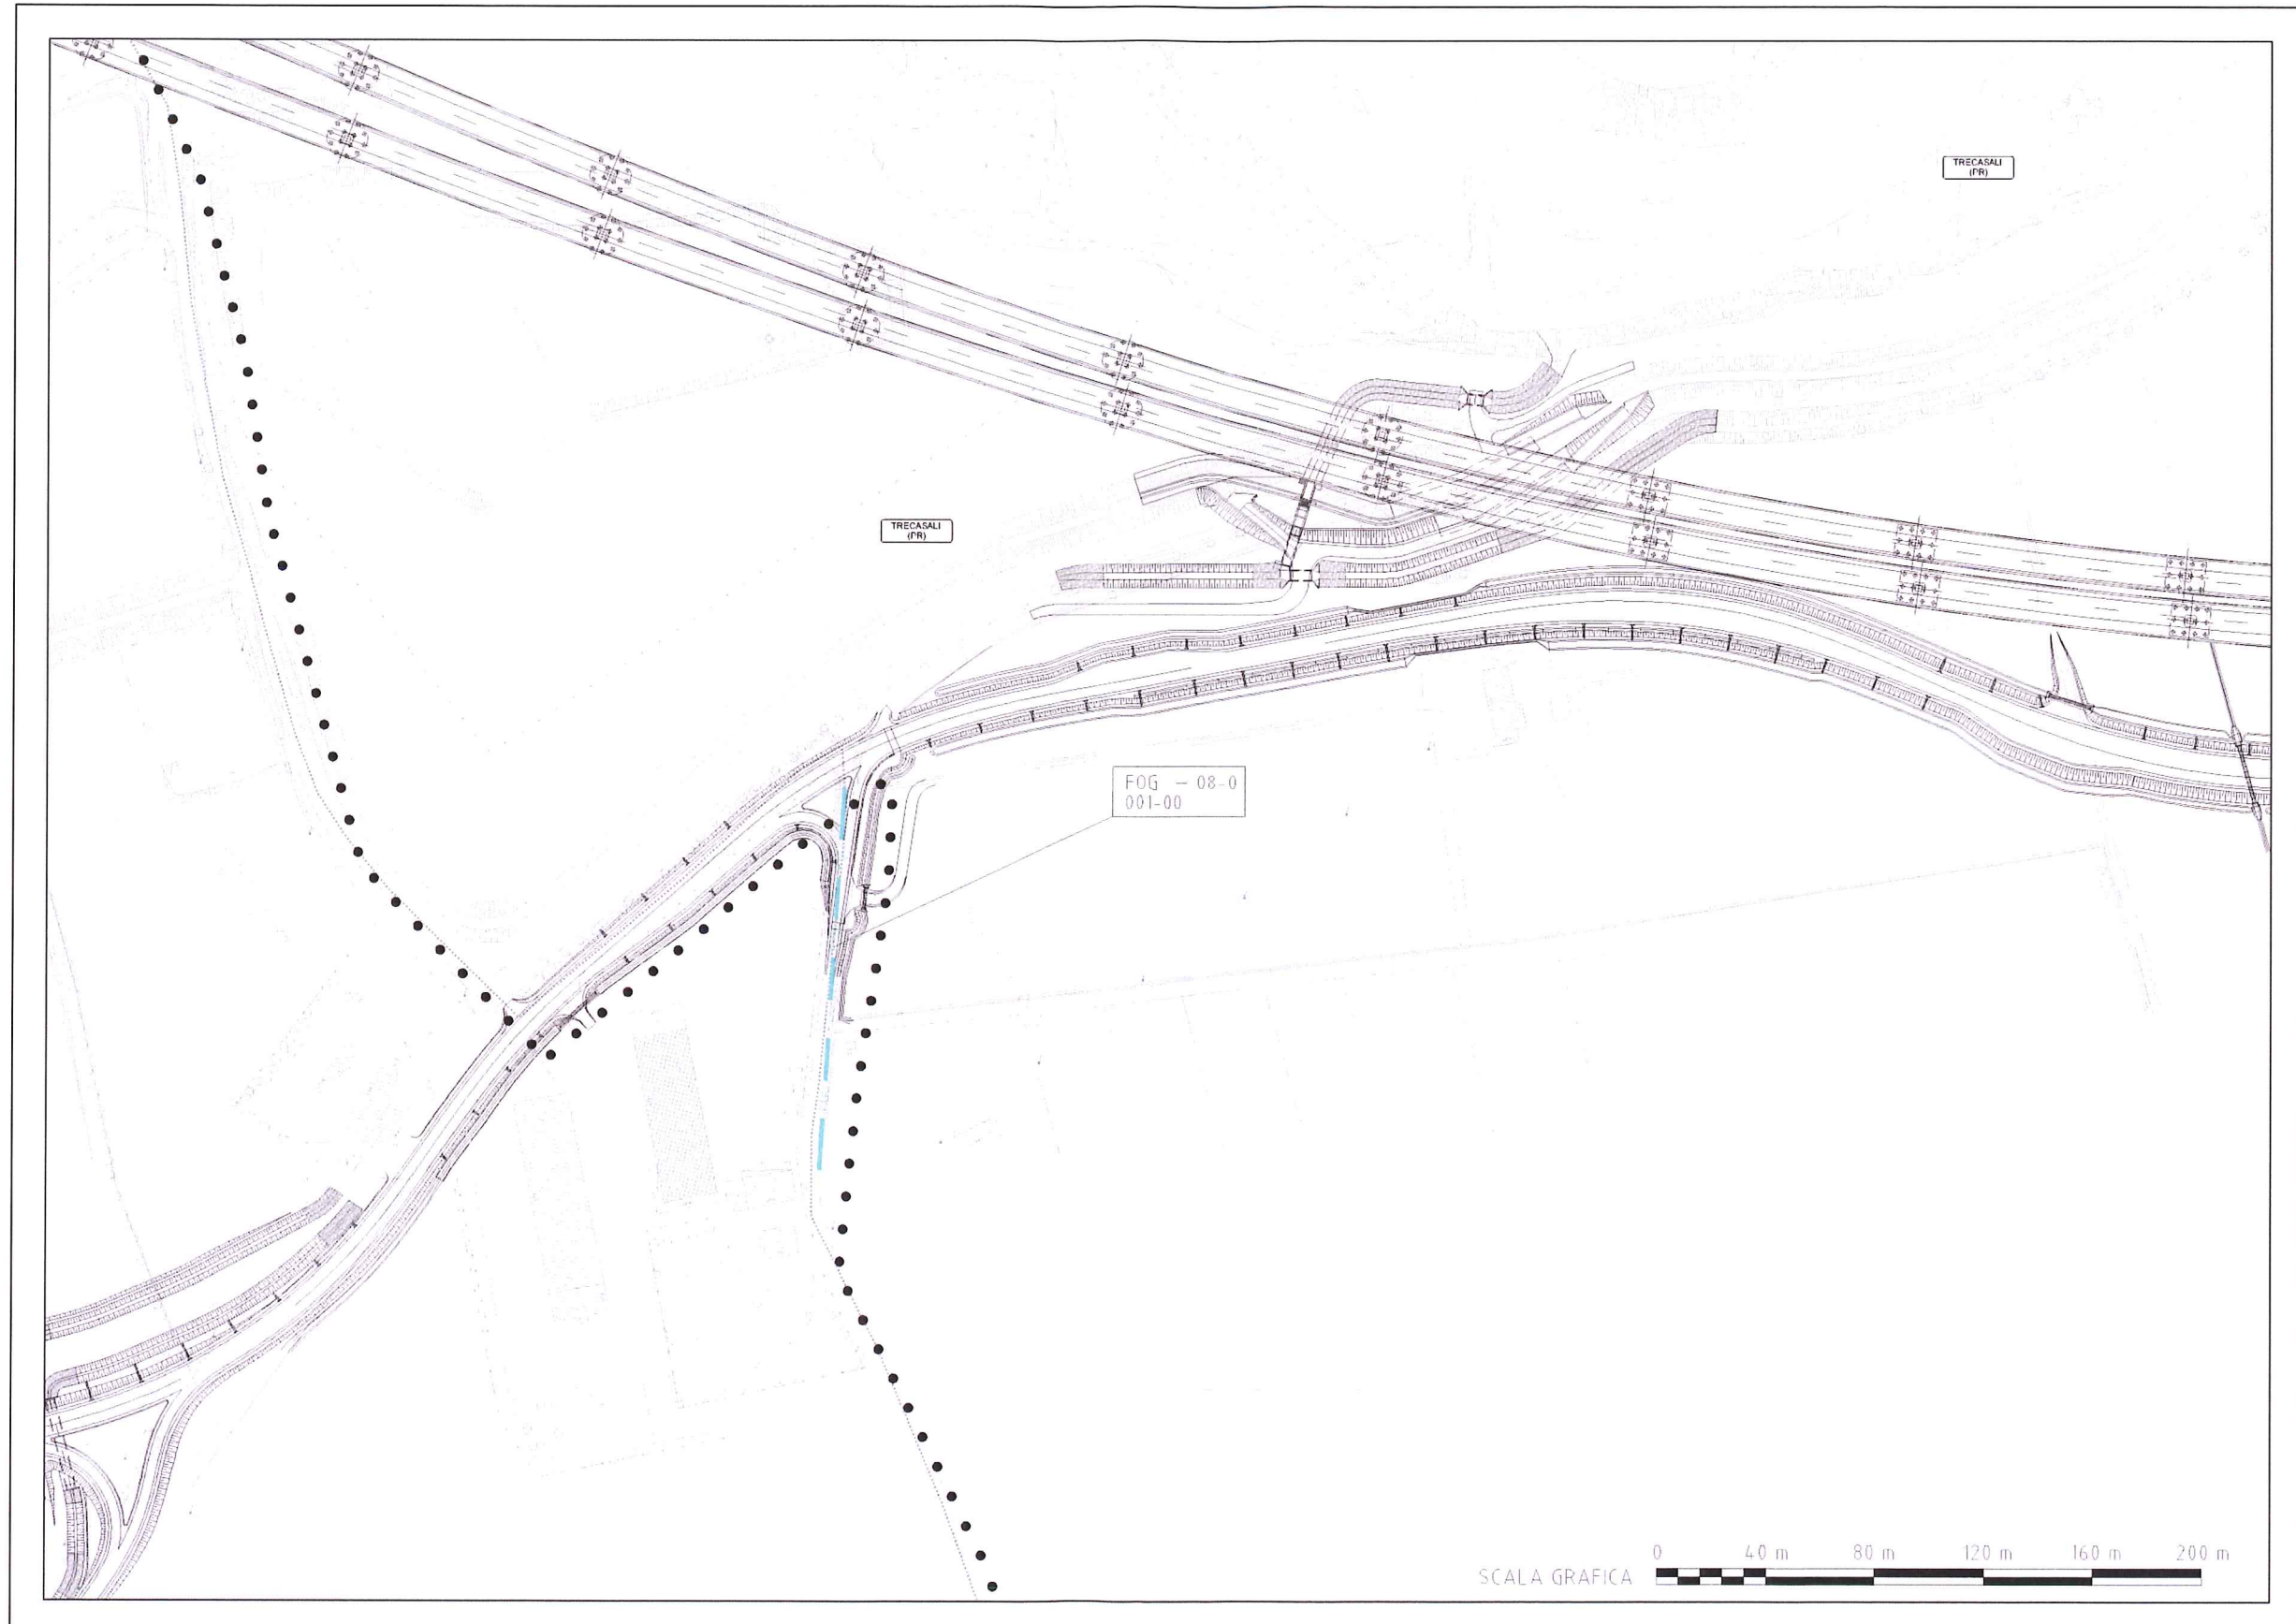 TRECASALI
(PR)
TRECASALI
(PR)
FOG - 08-0
001-00
0 40 m 80 m 120 m 160 m 200 m
SCALA GRAFICA